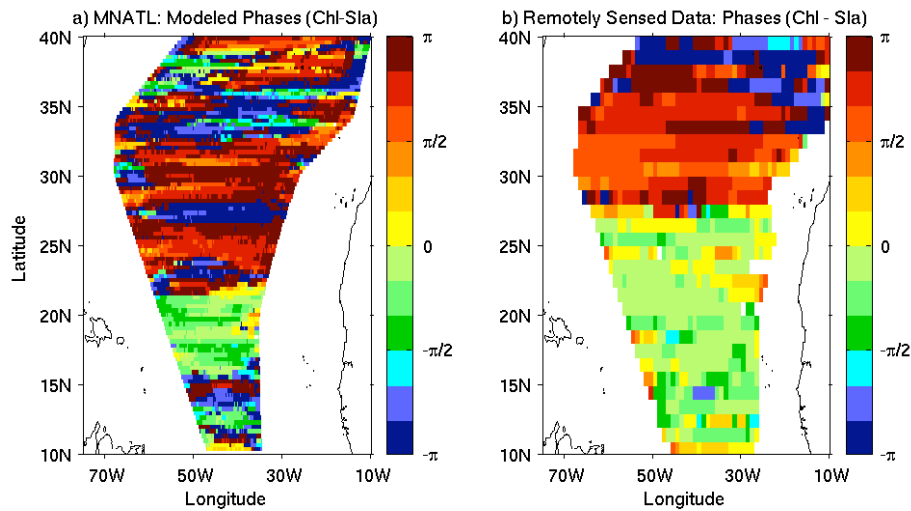 a) MNATL: Modeled Phases (Chl-Sla)
b) Remotely Sensed Data: Phases (Chl - Sla)
40N
35N
30N
25N
20N
15N
10N
Latitude
70W
50W
30W
10W
Longitude
π
π/2
0
-π/2
-π
40N
35N
30N
25N
20N
15N
10N
70W
50W
30W
10W
Longitude
π
π/2
0
-π/2
-π